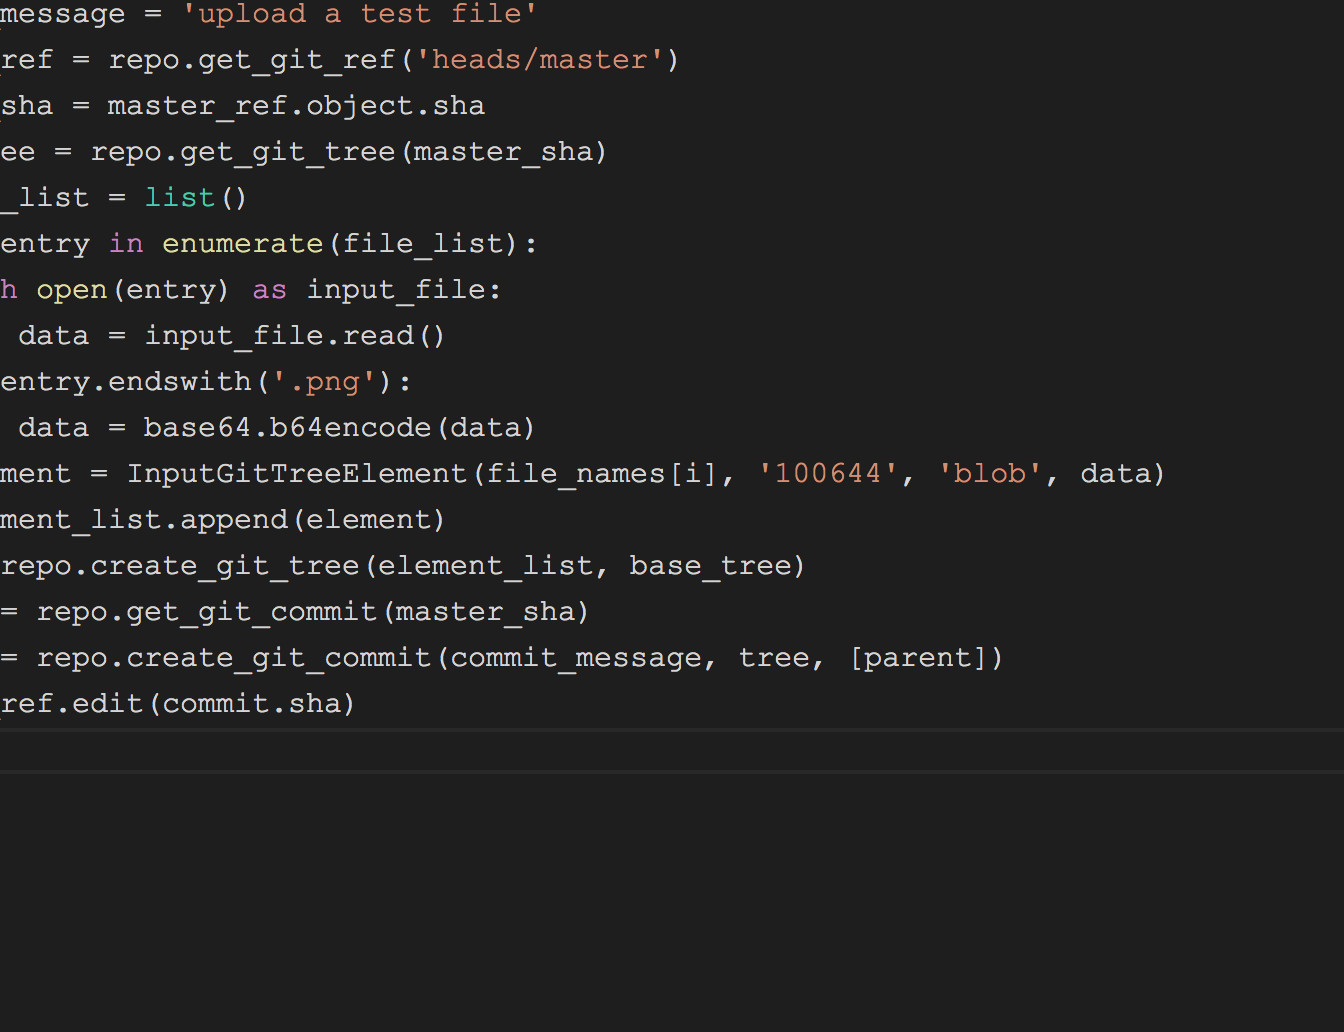 message = 'upload a test file'
ref = repo.get_git_ref('heads/master')
sha = master_ref.object.sha
ee = repo.get_git_tree(master_sha)
_list = list()
entry in enumerate(file_list):
h open(entry) as input_file:
data = input_file.read()
entry.endswith('.png'):
data = base64.b64encode(data)
ment = InputGitTreeElement(file_names[i], '100644', 'blob', data)
ment_list.append(element)
repo.create_git_tree(element_list, base_tree)
= repo.get_git_commit(master_sha)
= repo.create_git_commit(commit_message, tree, [parent])
ref.edit(commit.sha)